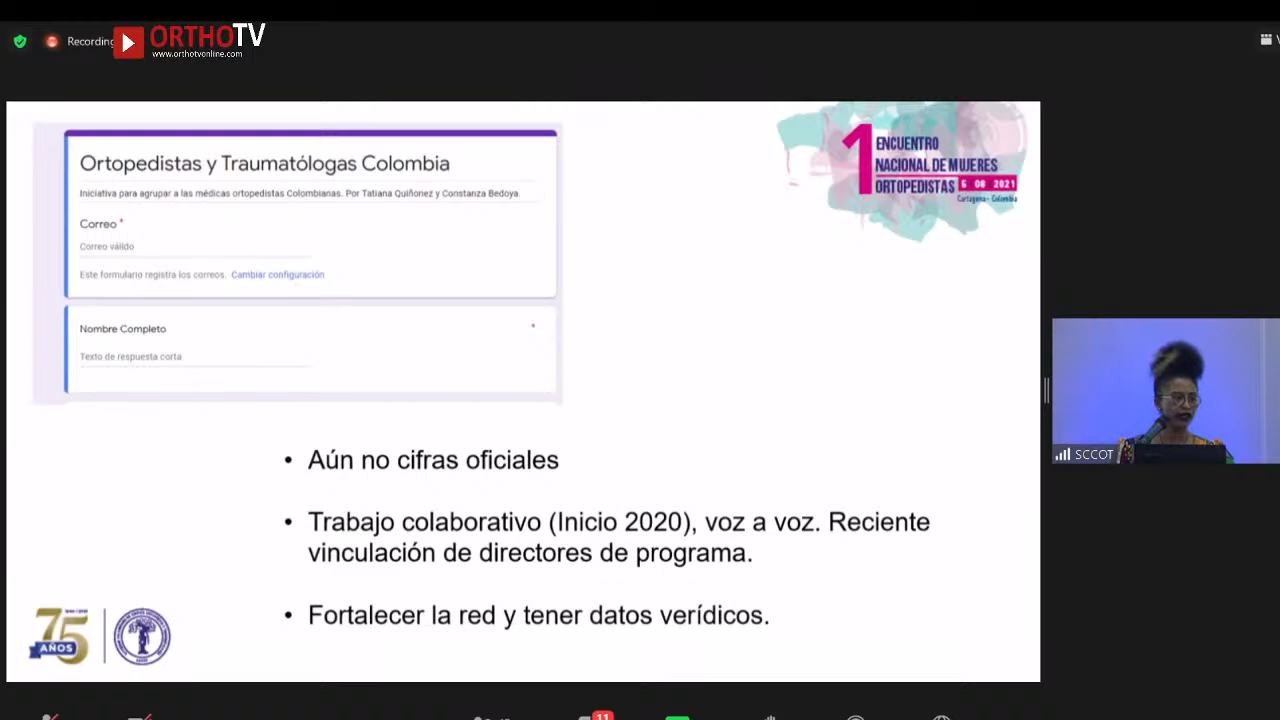 Recording
ORTHOTV
www.orthotvonline.com
Ortopedistas y Traumatólogas Colombia
Iniciativa para agrupar a las médicas ortopedistas Colombianas. Por Tatiana Quiñonez y Constanza Bedoya.
Correo *
Correo válido
Este formulario registra los correos. Cambiar configuración
Nombre Completo
*
Texto de respuesta corta
1 ENCUENTRO
NACIONAL DE MUJERES
ORTOPEDISTAS 6 08 2021
Cartagena - Colombia
• Aún no cifras oficiales
• Trabajo colaborativo (Inicio 2020), voz a voz. Reciente
vinculación de directores de programa.
• Fortalecer la red y tener datos verídicos.
75
AÑOS
SCCOT
11